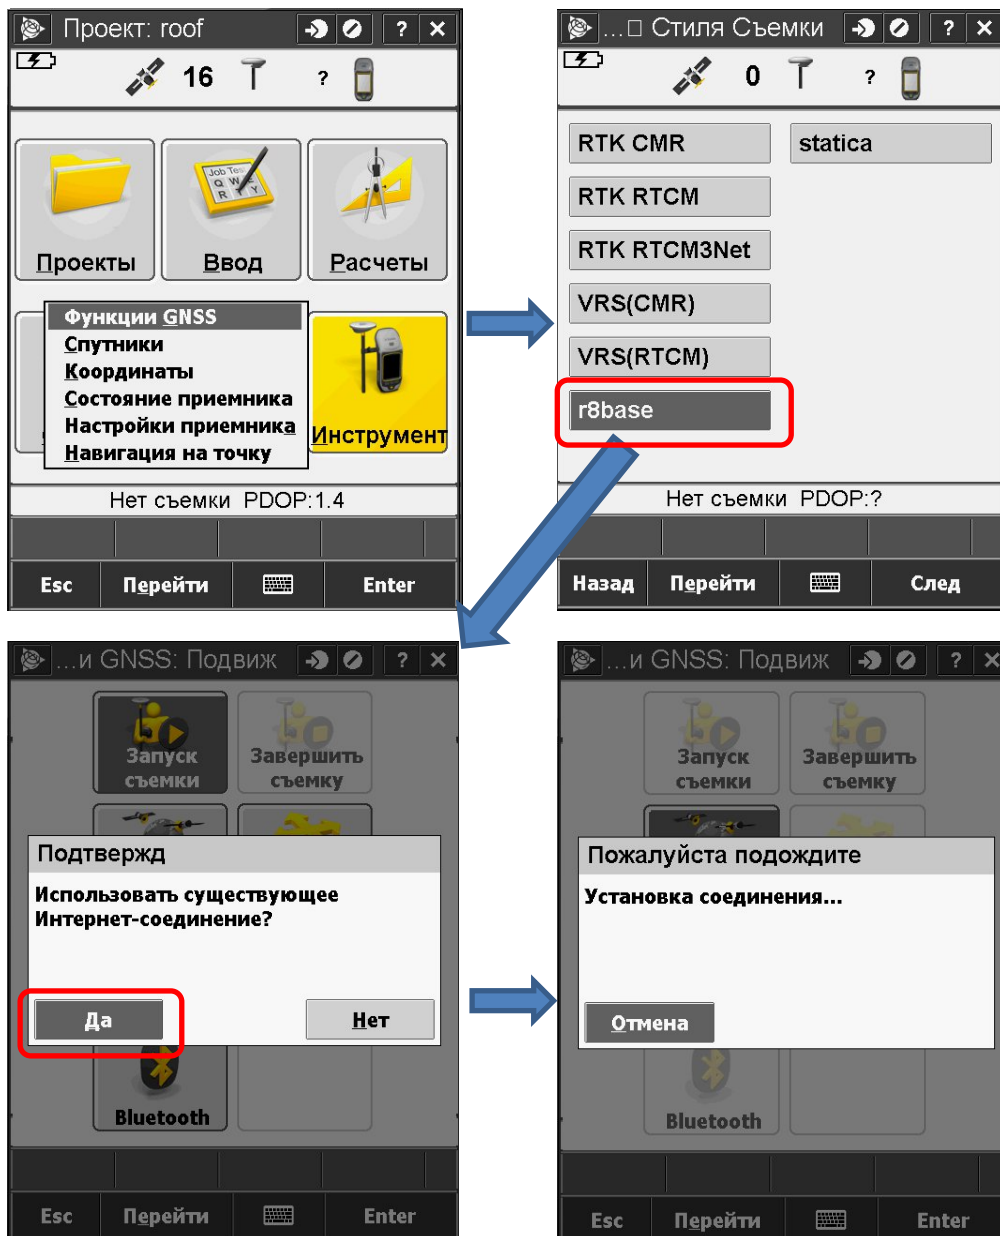 Проект: roof
? ×
16 ?
Job Tes
Q W E
R T Y
Проекты Ввод Расчеты
Функции GNSS
Спутники
Координаты
Состояние приемника
Настройки приемника
Навигация на точку
Инструмент
Нет съемки PDOP:1.4
Esc Перейти Enter
...□ Стиля Съемки ? ×
0 ?
RTK CMR statica
RTK RTCM
RTK RTCM3Net
VRS(CMR)
VRS(RTCM)
r8base
Нет съемки PDOP:?
Назад Перейти След
...и GNSS: Подвиж ? ×
Запуск съемки
Завершить съемку
Подтвержд
Использовать существующее
Интернет-соединение?
Да Нет
Bluetooth
Esc Перейти Enter
...и GNSS: Подвиж ? ×
Запуск съемки
Завершить съемку
Пожалуйста подождите
Установка соединения...
Отмена
Bluetooth
Esc Перейти Enter